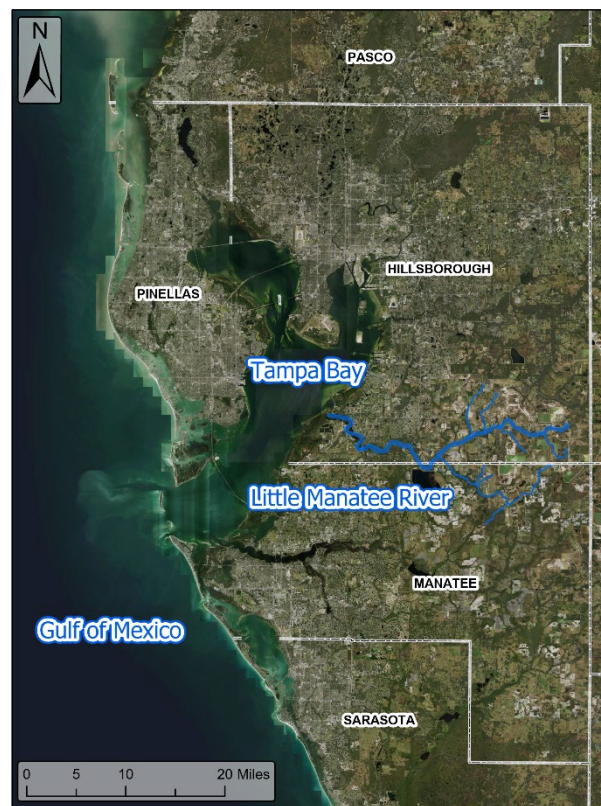 N
PASCO
HILLSBOROUGH
PINELLAS
Tampa Bay
Little Manatee River
MANATEE
Gulf of Mexico
SARASOTA
0 5 10 20 Miles